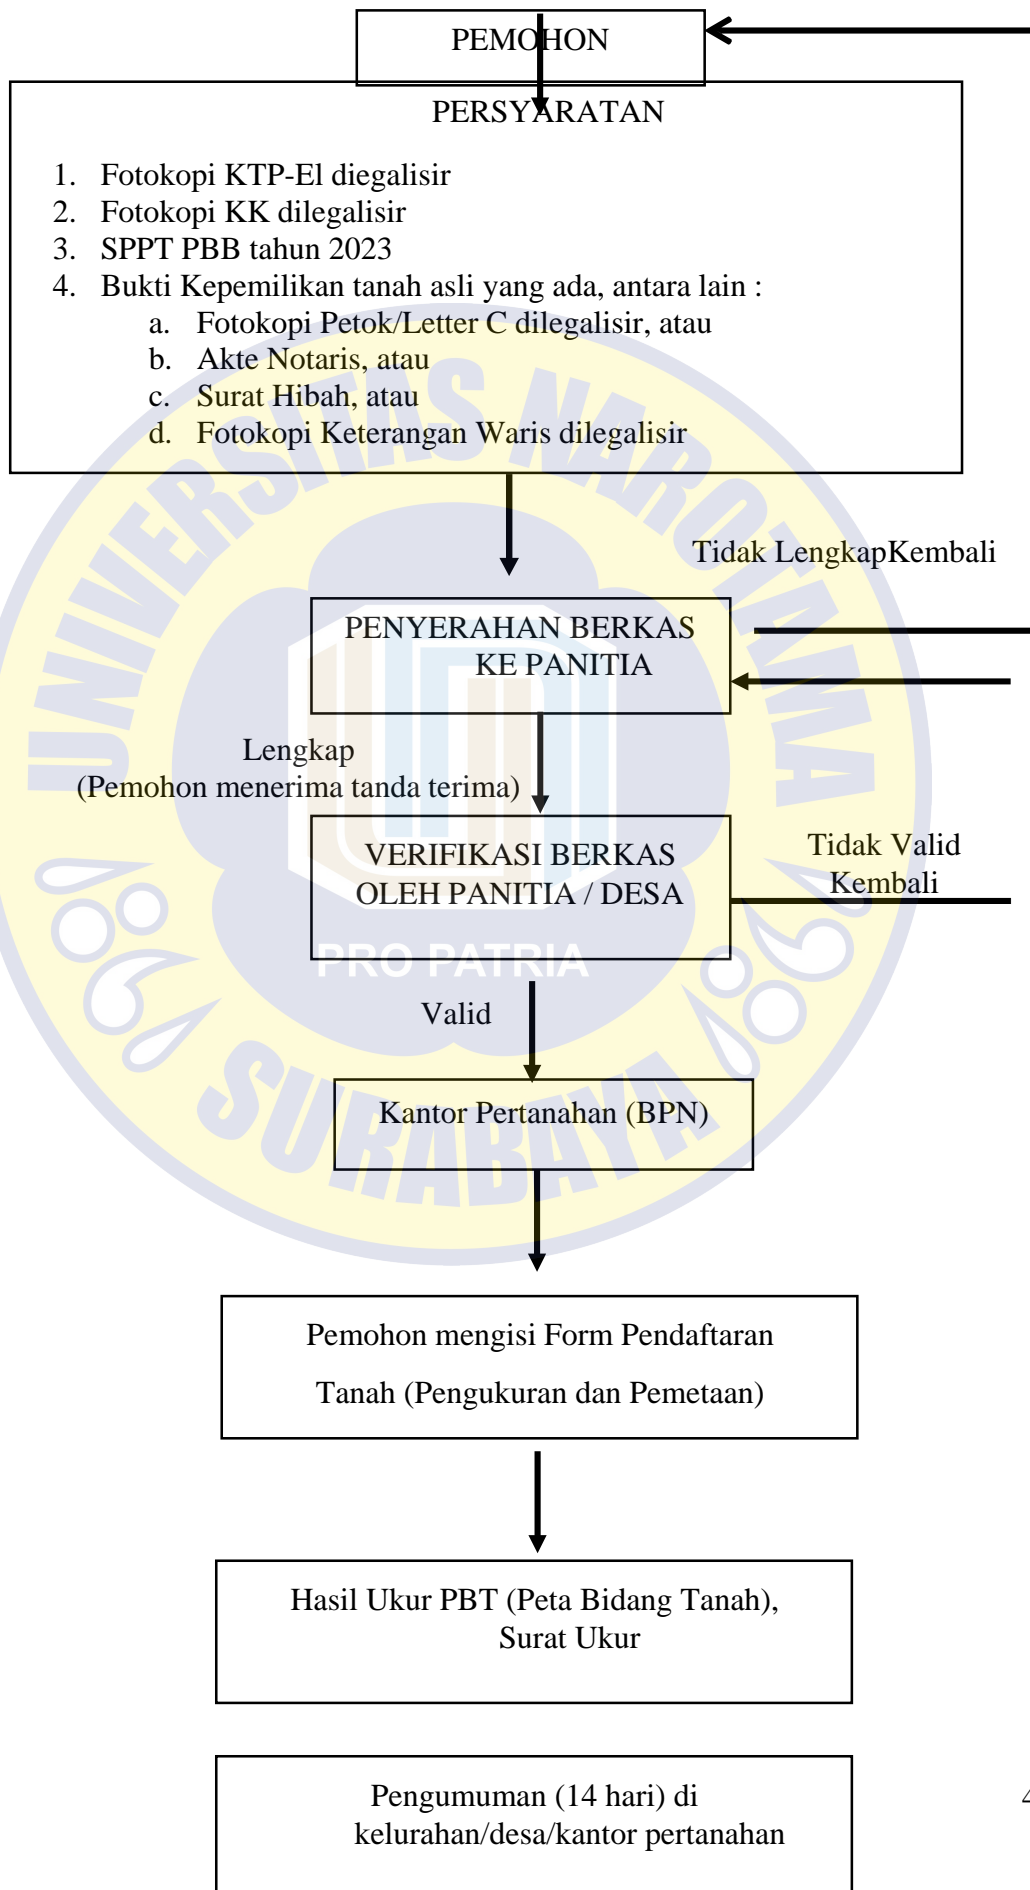 PEMOHON
PERSYARATAN
1. Fotokopi KTP-El diegalisir
2. Fotokopi KK dilegalisir
3. SPPT PBB tahun 2023
4. Bukti Kepemilikan tanah asli yang ada, antara lain :
a. Fotokopi Petok/Letter C dilegalisir, atau
b. Akte Notaris, atau
c. Surat Hibah, atau
d. Fotokopi Keterangan Waris dilegalisir
Tidak LengkapKembali
PENYERAHAN BERKAS
KE PANITIA
Lengkap
(Pemohon menerima tanda terima)
VERIFIKASI BERKAS
OLEH PANITIA / DESA
Tidak Valid
Kembali
Valid
Kantor Pertanahan (BPN)
Pemohon mengisi Form Pendaftaran
Tanah (Pengukuran dan Pemetaan)
Hasil Ukur PBT (Peta Bidang Tanah),
Surat Ukur
Pengumuman (14 hari) di
kelurahan/desa/kantor pertanahan
UNIVERSITAS NAROTAMA
PRO PATRIA
SURABAYA